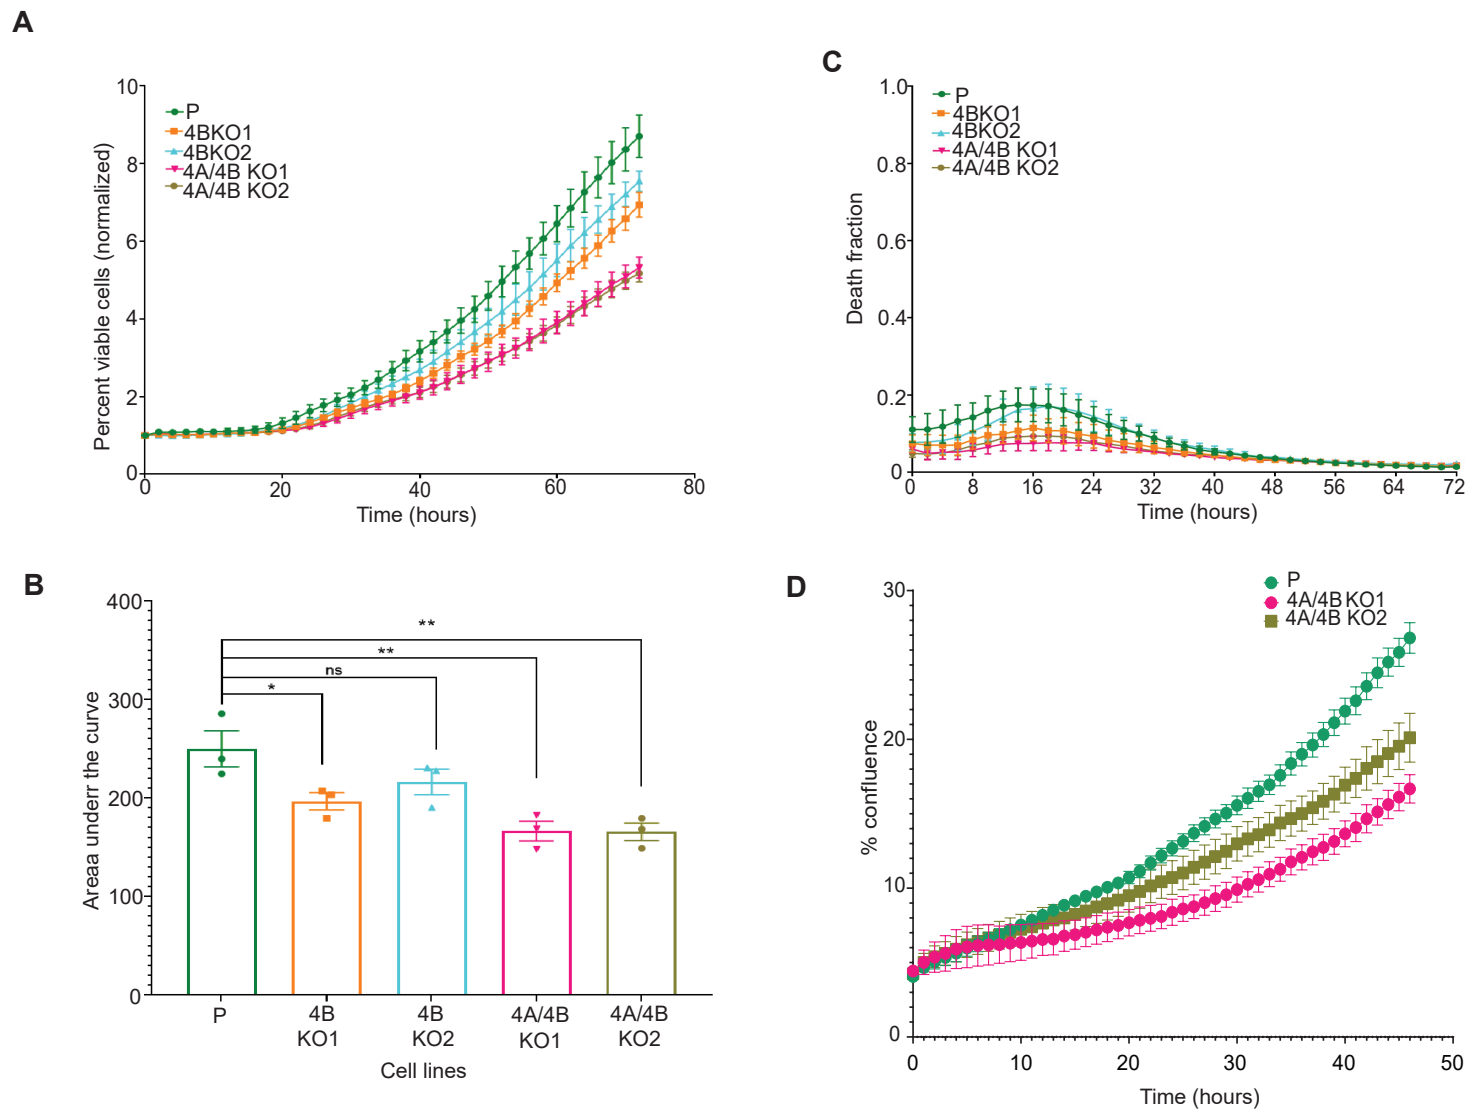 A
Percent viable cells (normalized)
10
8
6
4
2
0
P
4BKO1
4BKO2
4A/4B KO1
4A/4B KO2
0 20 40 60 80
Time (hours)
C
Death fraction
1.0
0.8
0.6
0.4
0.2
0
P
4BKO1
4BKO2
4A/4B KO1
4A/4B KO2
0 8 16 24 32 40 48 56 64 72
Time (hours)
B
Areaa underr the curve
400
300
200
100
0
**
**
ns
*
P 4B KO1 4B KO2 4A/4B KO1 4A/4B KO2
Cell lines
D
% confluence
30
20
10
0
P
4A/4B KO1
4A/4B KO2
0 10 20 30 40 50
Time (hours)